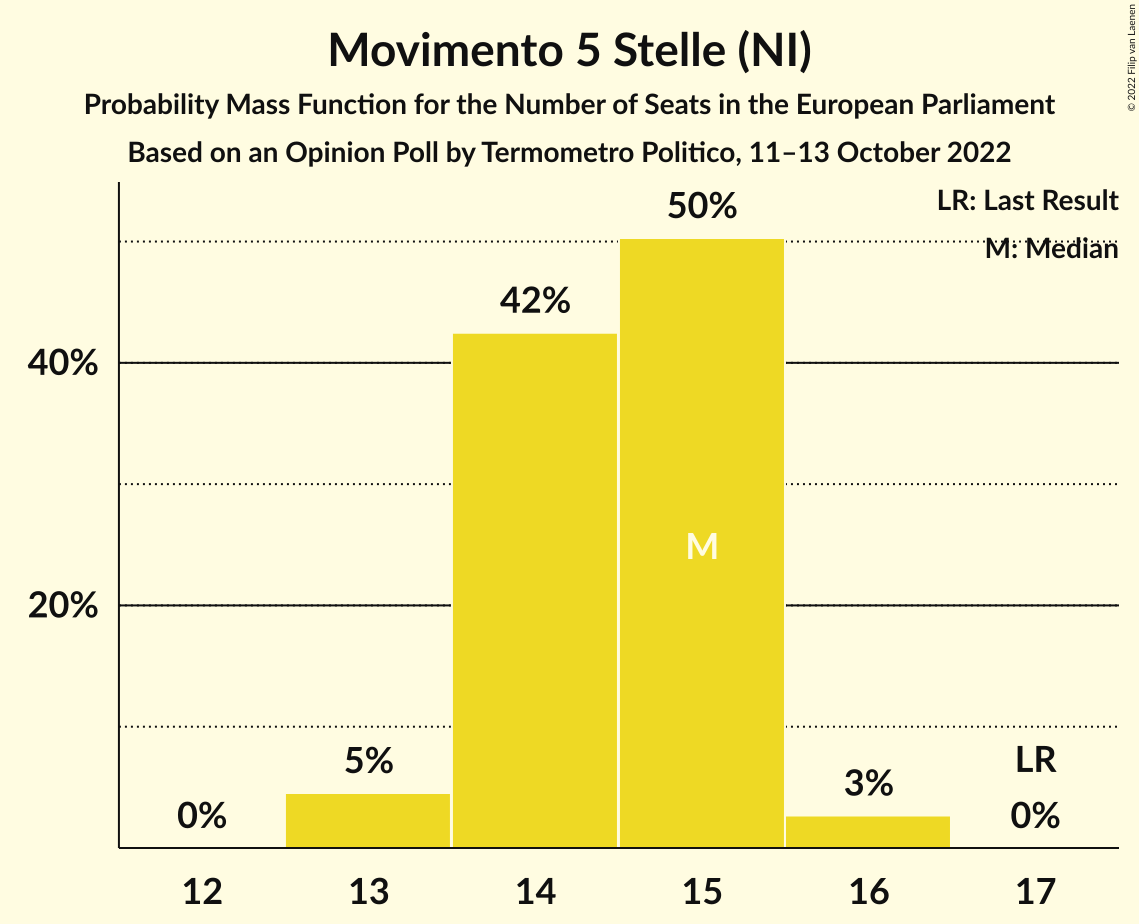 Movimento 5 Stelle (NI)
Probability Mass Function for the Number of Seats in the European Parliament
Based on an Opinion Poll by Termometro Politico, 11–13 October 2022
© 2022 Filip van Laenen
LR: Last Result
M: Median
50%
42%
40%
M
20%
5%
3%
LR
0%
0%
12 13 14 15 16 17